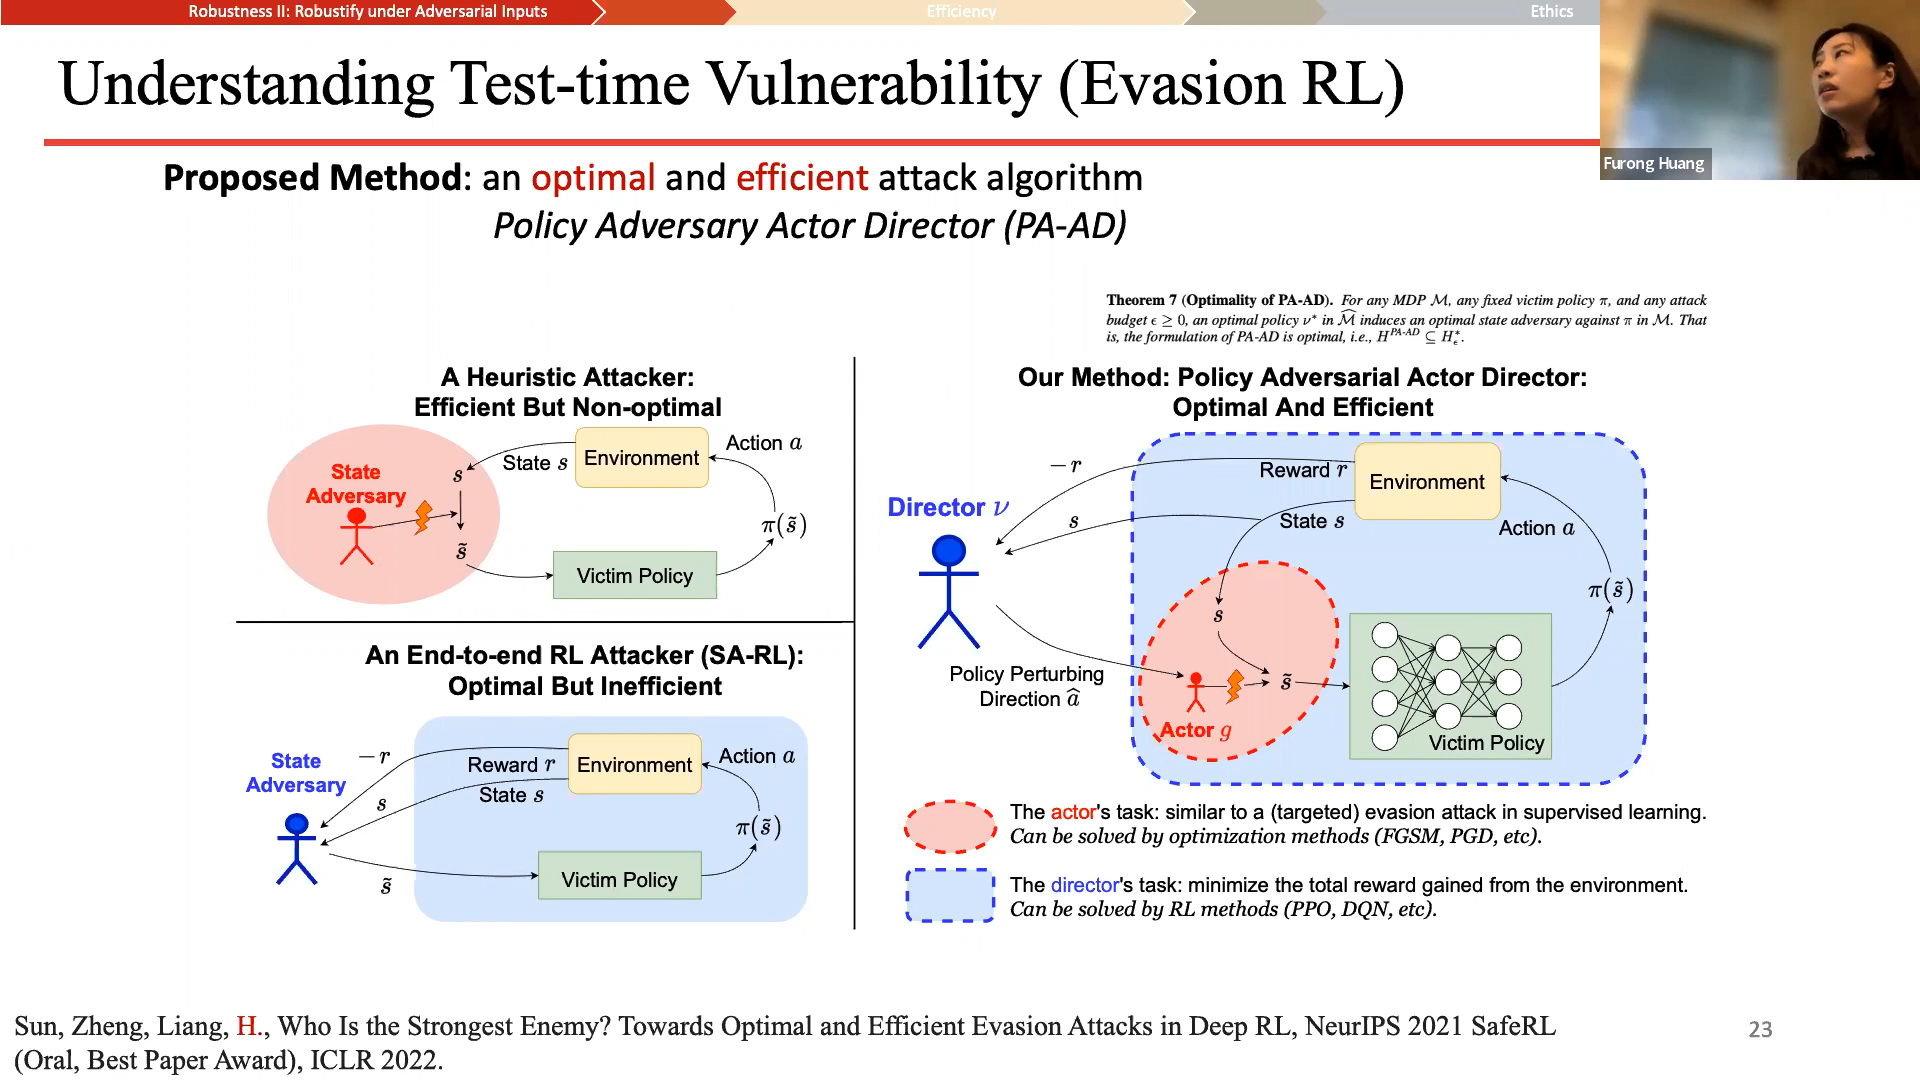 Robustness II: Robustify under Adversarial Inputs
Efficiency
Ethics
Understanding Test-time Vulnerability (Evasion RL)
Furong Huang
Proposed Method: an optimal and efficient attack algorithm
Policy Adversary Actor Director (PA-AD)
Theorem 7 (Optimality of PA-AD). For any MDP M, any fixed victim policy π, and any attack
budget ϵ ≥ 0, an optimal policy ν* in M̂ induces an optimal state adversary against π in M. That
is, the formulation of PA-AD is optimal, i.e., H^PA-AD ⊆ H*_ϵ.
A Heuristic Attacker:
Efficient But Non-optimal
State
Adversary
s
s̃
State s
Environment
Action a
π(s̃)
Victim Policy
An End-to-end RL Attacker (SA-RL):
Optimal But Inefficient
State
Adversary
−r
s
s̃
Reward r
State s
Environment
Action a
π(s̃)
Victim Policy
Our Method: Policy Adversarial Actor Director:
Optimal And Efficient
Director ν
−r
s
Reward r
State s
Environment
Action a
π(s̃)
Policy Perturbing
Direction â
s
s̃
Actor g
Victim Policy
The actor's task: similar to a (targeted) evasion attack in supervised learning.
Can be solved by optimization methods (FGSM, PGD, etc).
The director's task: minimize the total reward gained from the environment.
Can be solved by RL methods (PPO, DQN, etc).
Sun, Zheng, Liang, H., Who Is the Strongest Enemy? Towards Optimal and Efficient Evasion Attacks in Deep RL, NeurIPS 2021 SafeRL
(Oral, Best Paper Award), ICLR 2022.
23